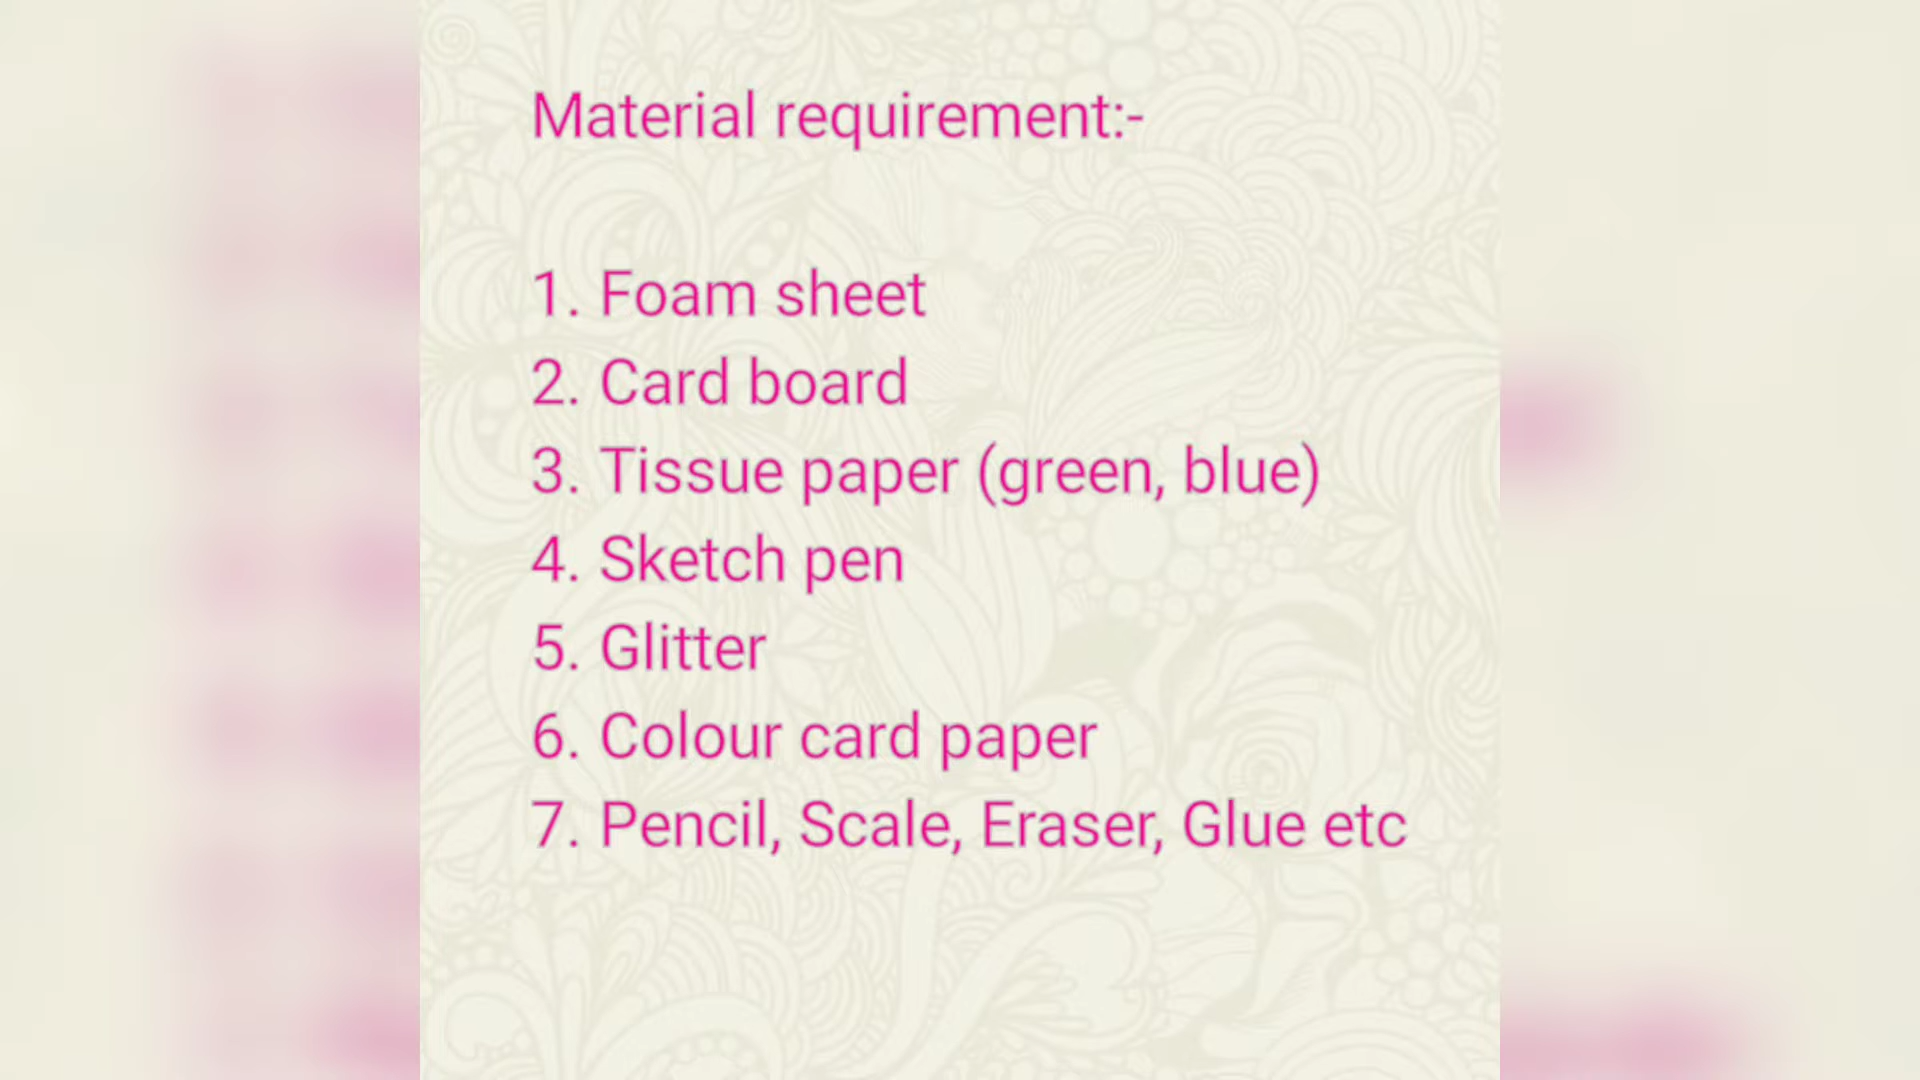 Material requirement:-
1. Foam sheet
2. Card board
3. Tissue paper (green, blue)
4. Sketch pen
5. Glitter
6. Colour card paper
7. Pencil, Scale, Eraser, Glue etc